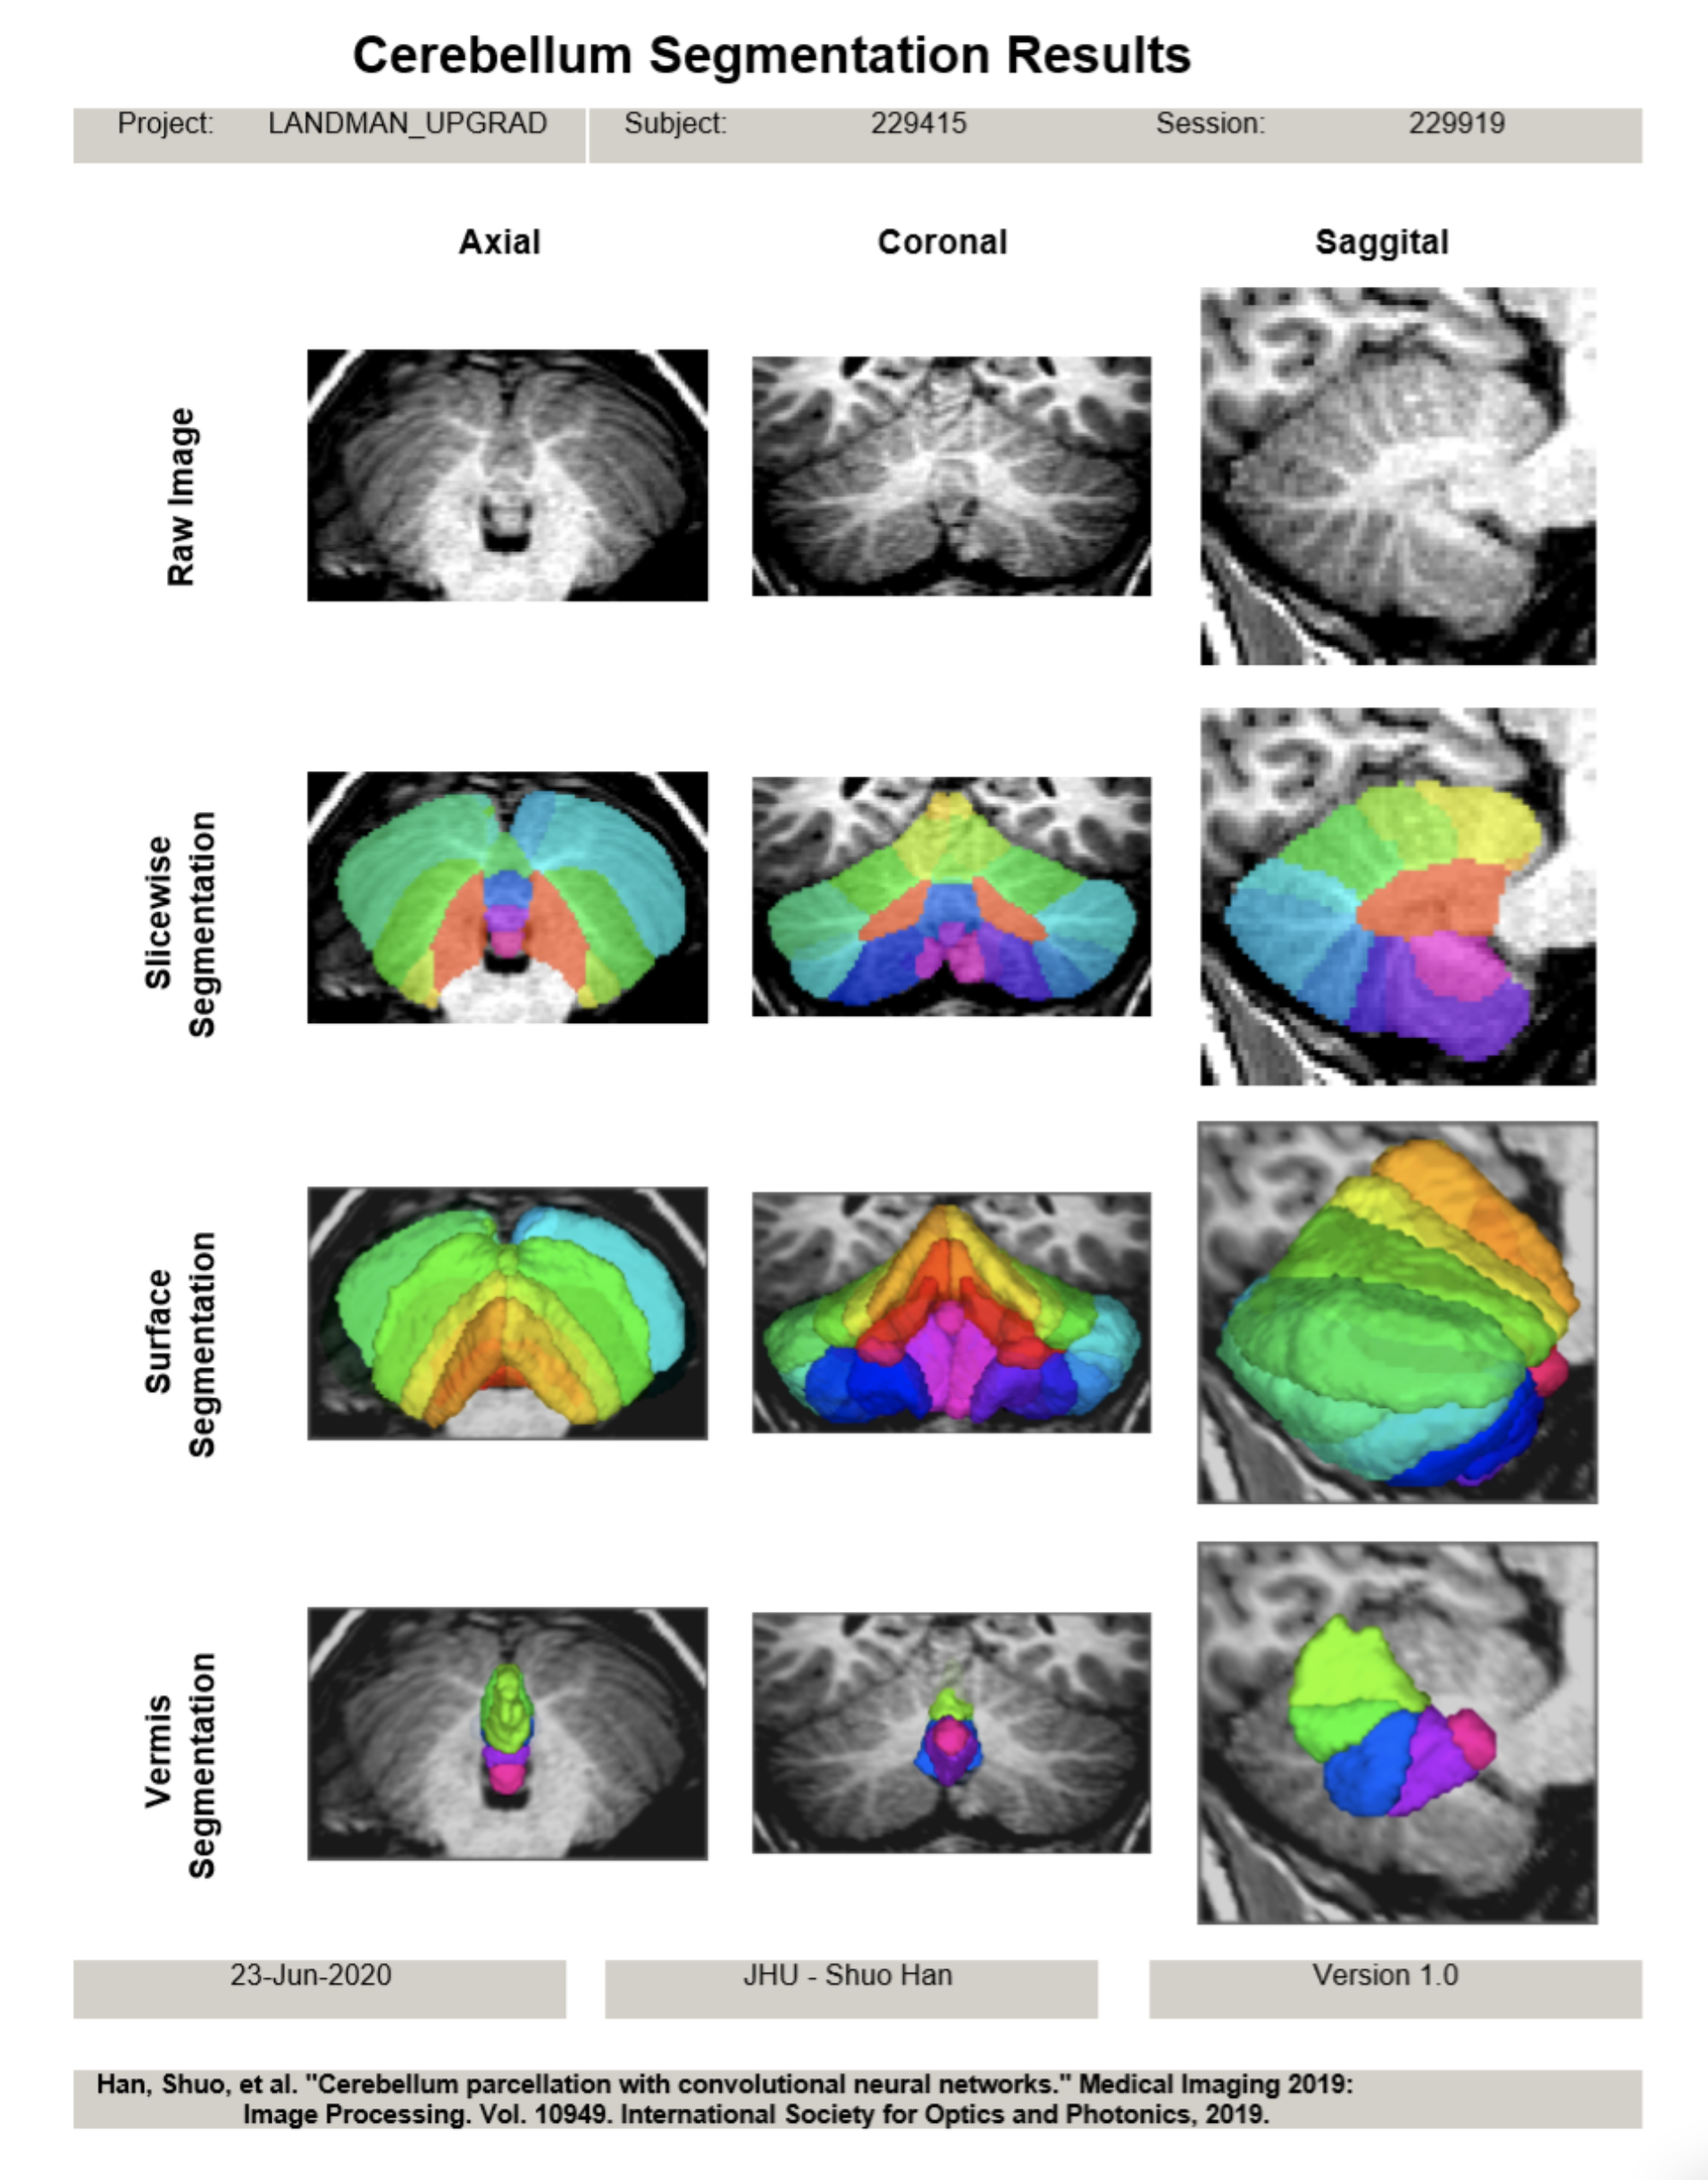 Cerebellum Segmentation Results
Project: LANDMAN_UPGRAD Subject: 229415 Session: 229919
Axial Coronal Saggital
Raw Image
Slicewise
Segmentation
Surface
Segmentation
Vermis
Segmentation
23-Jun-2020 JHU - Shuo Han Version 1.0
Han, Shuo, et al. "Cerebellum parcellation with convolutional neural networks." Medical Imaging 2019:
Image Processing. Vol. 10949. International Society for Optics and Photonics, 2019.